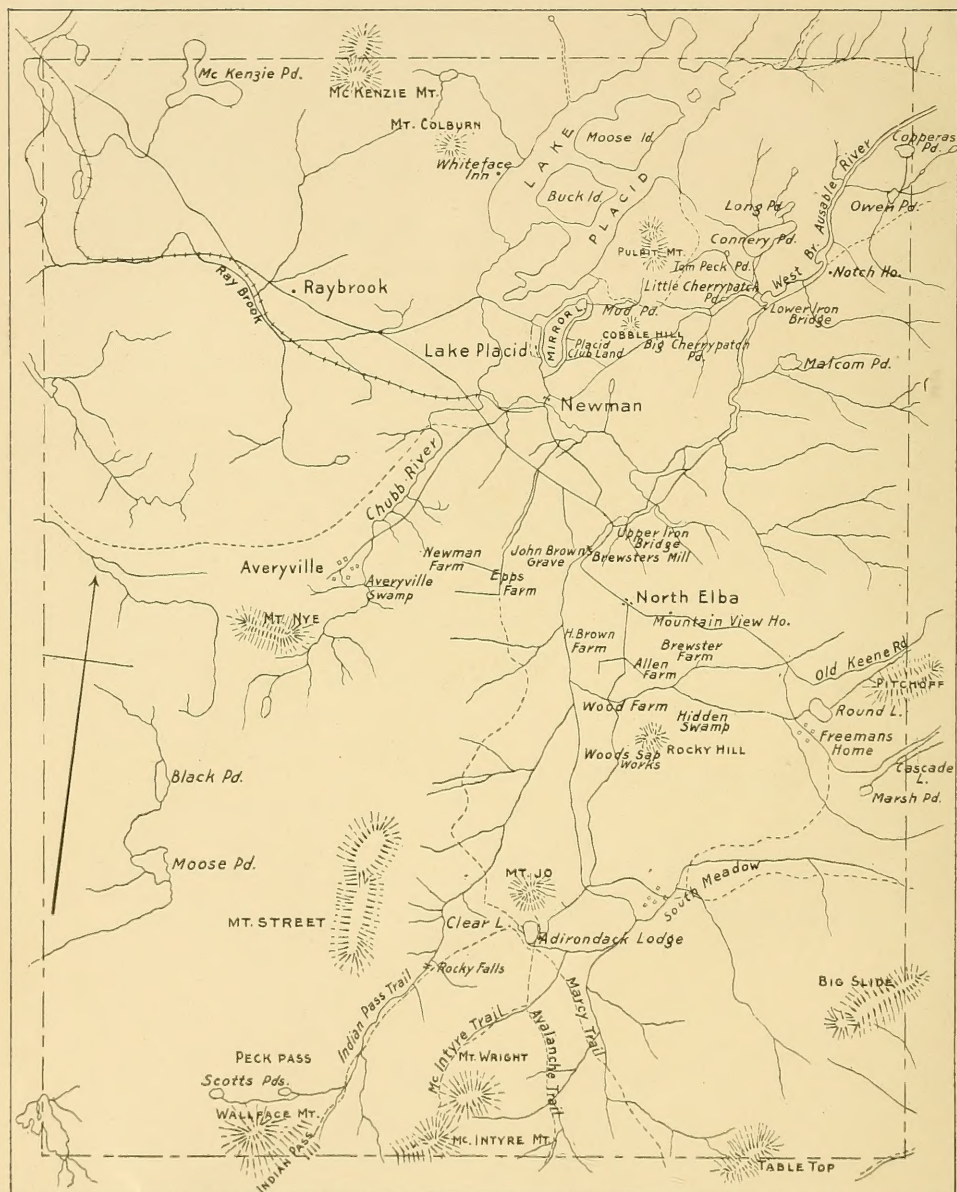 Mc Kenzie Pd.
McKENZIE MT.
MT. COLBURN
Whiteface
Inn
LAKE
PLACID
Moose Id.
Buck Id.
Copperas
Pd.
Owen Pd.
Long Pd.
Connery Pd.
West Br. Ausable River
PULPIT MT.
Tom Peck Pd.
Notch Ho.
Little Cherrypatch
Pd.
Lower Iron
Bridge
Ray Brook
Raybrook
Mud Pd.
MIRROR L.
COBBLE HILL
Lake Placid
Placid
Club Land
Big Cherrypatch
Pd.
Malcom Pd.
Newman
Chubb River
Averyville
Averyville
Swamp
Newman
Farm
Epps
Farm
John Brown's
Grave
Upper Iron
Bridge
Brewsters Mill
MT. NYE
North Elba
Mountain View Ho.
H. Brown
Farm
Allen
Farm
Brewster
Farm
Old Keene Rd.
PITCHOFF
Wood Farm
Hidden
Swamp
Round L.
Freemans
Home
Woods Sap
Works
ROCKY HILL
Cascade
L.
Marsh Pd.
Black Pd.
Moose Pd.
MT. STREET
MT. JO
South Meadow
Clear L.
Adirondack Lodge
Rocky Falls
Indian Pass Trail
Mc Intyre Trail
Avalanche Trail
Marcy Trail
BIG SLIDE
PECK PASS
Scotts Pds.
WALLFACE MT.
INDIAN PASS
MT. WRIGHT
Mc. INTYRE MT.
TABLE TOP